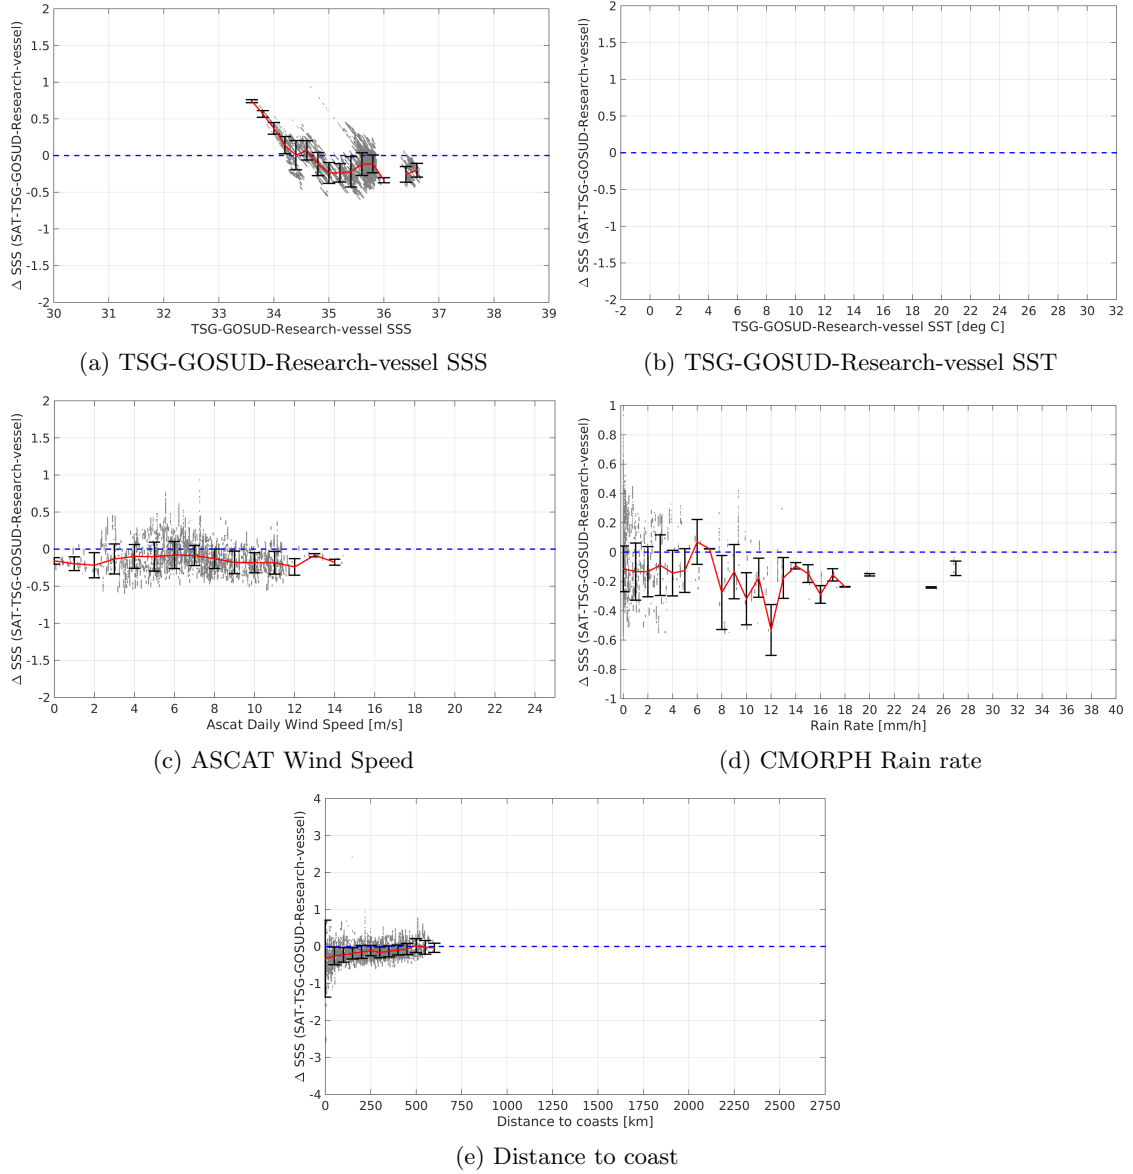 Δ SSS (SAT-TSG-GOSUD-Research-vessel)
2
1.5
1
0.5
0
-0.5
-1
-1.5
-2
30 31 32 33 34 35 36 37 38 39
TSG-GOSUD-Research-vessel SSS
(a) TSG-GOSUD-Research-vessel SSS
Δ SSS (SAT-TSG-GOSUD-Research-vessel)
2
1.5
1
0.5
0
-0.5
-1
-1.5
-2
-2 0 2 4 6 8 10 12 14 16 18 20 22 24 26 28 30 32
TSG-GOSUD-Research-vessel SST [deg C]
(b) TSG-GOSUD-Research-vessel SST
Δ SSS (SAT-TSG-GOSUD-Research-vessel)
2
1.5
1
0.5
0
-0.5
-1
-1.5
-2
0 2 4 6 8 10 12 14 16 18 20 22 24
Ascat Daily Wind Speed [m/s]
(c) ASCAT Wind Speed
Δ SSS (SAT-TSG-GOSUD-Research-vessel)
1
0.8
0.6
0.4
0.2
0
-0.2
-0.4
-0.6
-0.8
-1
0 2 4 6 8 10 12 14 16 18 20 22 24 26 28 30 32 34 36 38 40
Rain Rate [mm/h]
(d) CMORPH Rain rate
Δ SSS (SAT-TSG-GOSUD-Research-vessel)
4
3
2
1
0
-1
-2
-3
-4
0 250 500 750 1000 1250 1500 1750 2000 2250 2500 2750
Distance to coasts [km]
(e) Distance to coast